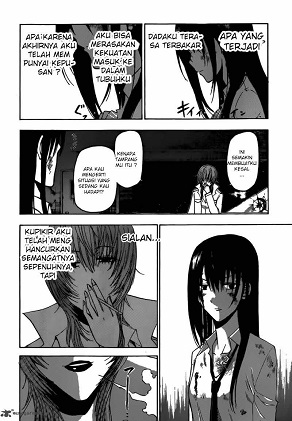 APA YANG
TERJADI
DADAKU TERA-
SA TERBAKAR
AKU BISA
MERASAKAN
KEKUATAN
MASUK KE
DALAM
TUBUHKU
APA KARENA
AKHIRNYA AKU
TELAH MEM
PUNYAI KEPU-
SAN ?
INI
SEMAKIN
MEMBUATKU
KESAL
...
KENAPA
TAMPANG
MU ITU ?
APA KAU
MENGERTI
SITUASI YANG
SEDANG KAU
HADAPI?
SIALAN...
KUPIKIR AKU
TELAH MENG
HANCURKAN
SEMANGATNYA
SEPENUHNYA,
TAPI